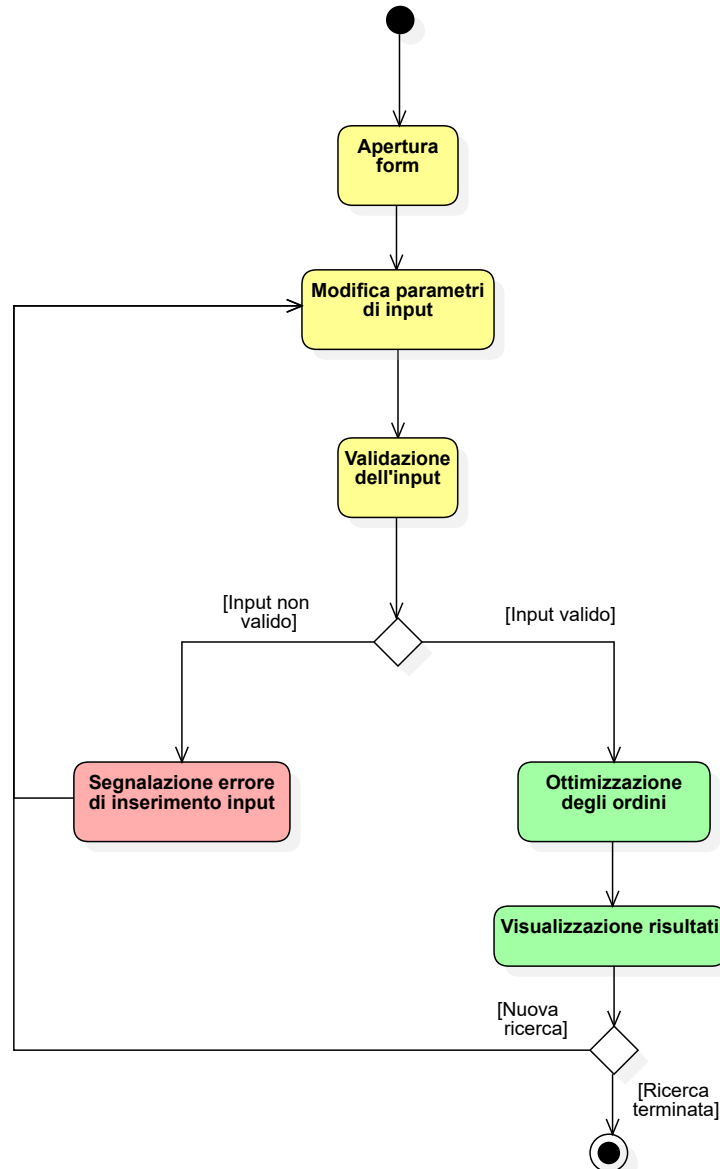 Apertura
form
Modifica parametri
di input
Validazione
dell'input
[Input non
valido]
[Input valido]
Segnalazione errore
di inserimento input
Ottimizzazione
degli ordini
Visualizzazione risultati
[Nuova
ricerca]
[Ricerca
terminata]